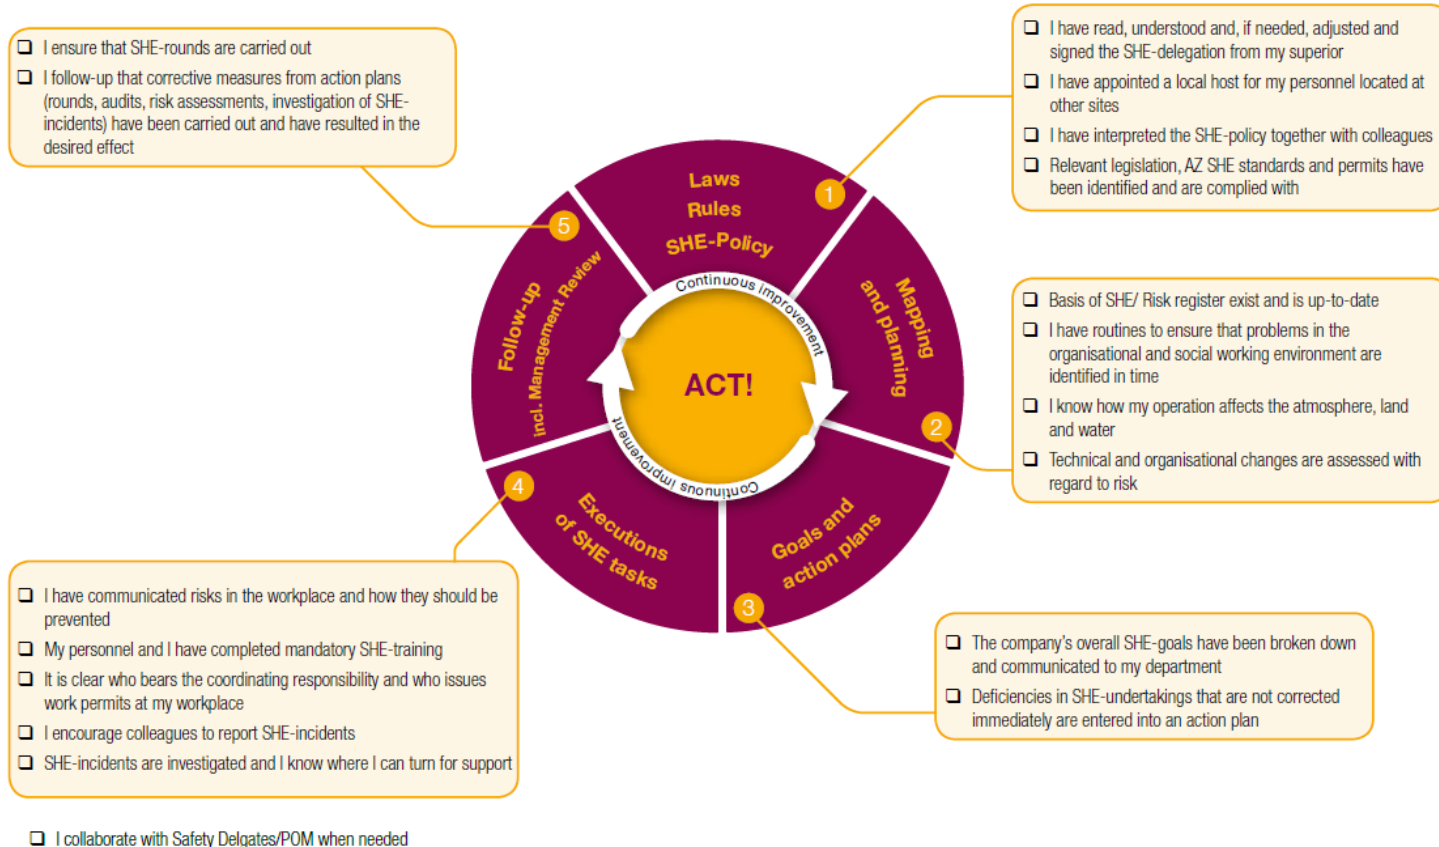 I ensure that SHE-rounds are carried out
I follow-up that corrective measures from action plans
(rounds, audits, risk assessments, investigation of SHE-
incidents) have been carried out and have resulted in the
desired effect
I have read, understood and, if needed, adjusted and
signed the SHE-delegation from my superior
I have appointed a local host for my personnel located at
other sites
I have interpreted the SHE-policy together with colleagues
Relevant legislation, AZ SHE standards and permits have
been identified and are complied with
1
Laws
Rules
SHE-Policy
5
Follow-up
incl. Management Review
Mapping
and planning
2
Continuous improvement
ACT!
Continuous improvement
Basis of SHE/ Risk register exist and is up-to-date
I have routines to ensure that problems in the
organisational and social working environment are
identified in time
I know how my operation affects the atmosphere, land
and water
Technical and organisational changes are assessed with
regard to risk
4
Executions
of SHE tasks
Goals and
action plans
3
I have communicated risks in the workplace and how they should be
prevented
My personnel and I have completed mandatory SHE-training
It is clear who bears the coordinating responsibility and who issues
work permits at my workplace
I encourage colleagues to report SHE-incidents
SHE-incidents are investigated and I know where I can turn for support
The company's overall SHE-goals have been broken down
and communicated to my department
Deficiencies in SHE-undertakings that are not corrected
immediately are entered into an action plan
I collaborate with Safety Delgates/POM when needed